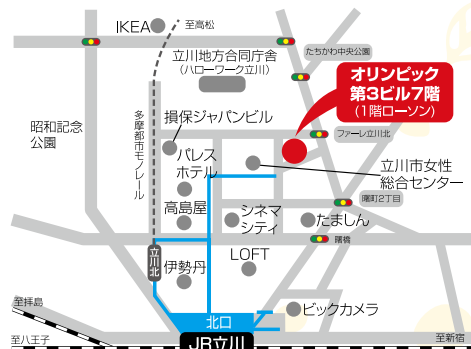 IKEA
至高松
立川地方合同庁舎
（ハローワーク立川）
たちかわ中央公園
オリンピック
第3ビル7階
（1階ローソン）
昭和記念
公園
多摩都市モノレール
損保ジャパンビル
ファーレ立川北
パレス
ホテル
立川市女性
総合センター
高島屋
シネマ
シティ
たましん
曙町2丁目
曙橋
立川北
伊勢丹
LOFT
至拝島
北口
ビックカメラ
至八王子
JR立川
至新宿